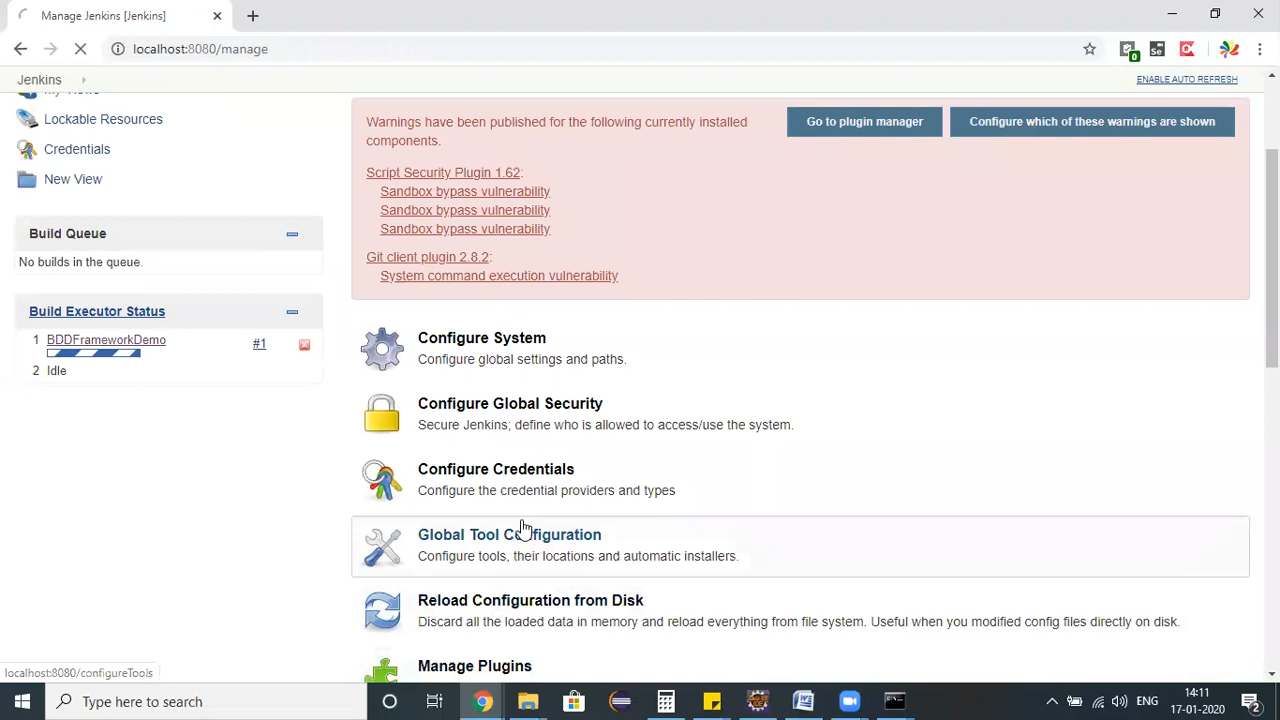 Manage Jenkins [Jenkins]
localhost:8080/manage
0
Se
Jenkins
ENABLE AUTO REFRESH
My Views
Lockable Resources
Credentials
New View
Build Queue
No builds in the queue.
Build Executor Status
1 BDDFrameworkDemo #1
2 Idle
Warnings have been published for the following currently installed
components.
Go to plugin manager
Configure which of these warnings are shown
Script Security Plugin 1.62:
Sandbox bypass vulnerability
Sandbox bypass vulnerability
Sandbox bypass vulnerability
Git client plugin 2.8.2:
System command execution vulnerability
Configure System
Configure global settings and paths.
Configure Global Security
Secure Jenkins; define who is allowed to access/use the system.
Configure Credentials
Configure the credential providers and types
Global Tool Configuration
Configure tools, their locations and automatic installers.
Reload Configuration from Disk
Discard all the loaded data in memory and reload everything from file system. Useful when you modified config files directly on disk.
Manage Plugins
localhost:8080/configureTools
Type here to search
ENG
14:11
17-01-2020
2